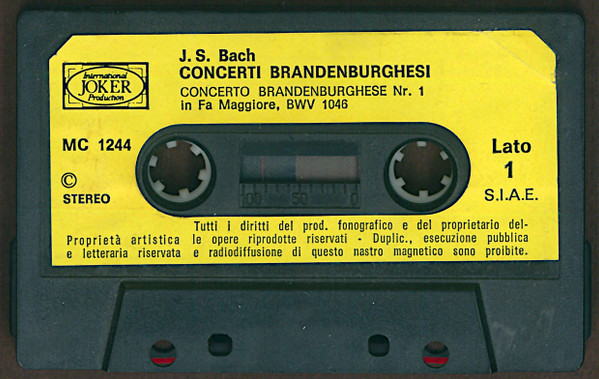 J. S. Bach
CONCERTI BRANDENBURGHESI
CONCERTO BRANDENBURGHESE Nr. 1
in Fa Maggiore, BWV 1046
International
JOKER
Production
MC 1244
Lato
1
©
STEREO
S.I.A.E.
100 50 0
Tutti i diritti del prod. fonografico e del proprietario del-
Proprietà artistica le opere riprodotte riservati - Duplic., esecuzione pubblica
e letteraria riservata e radiodiffusione di questo nastro magnetico sono proibite.